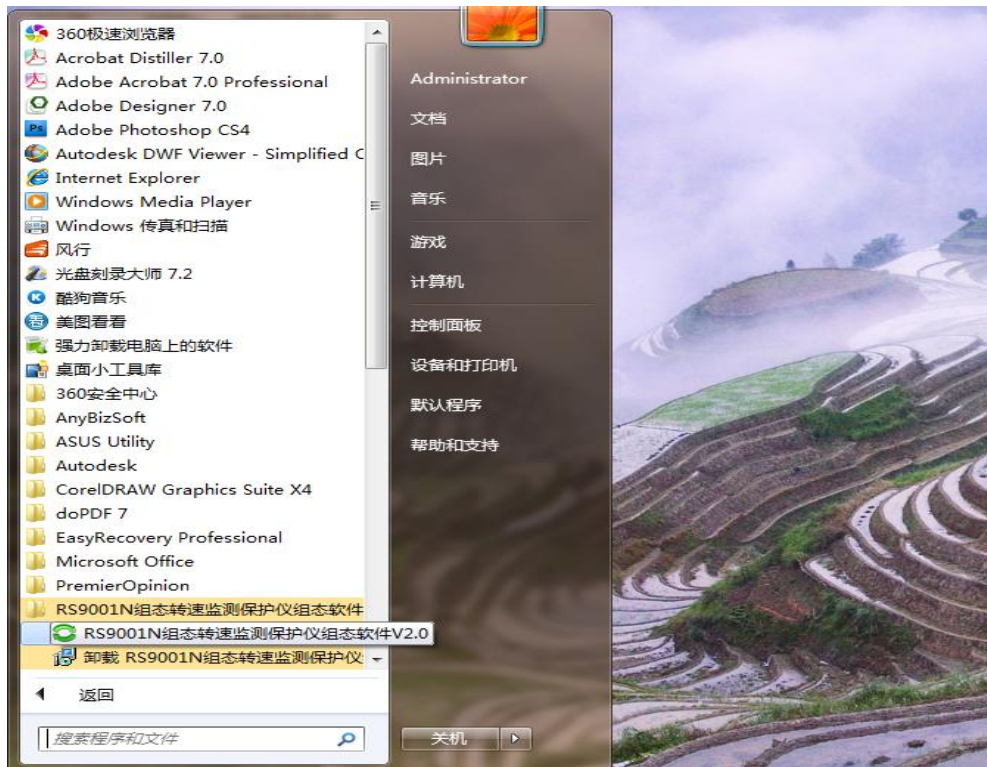 360极速浏览器
Acrobat Distiller 7.0
Adobe Acrobat 7.0 Professional
Adobe Designer 7.0
Adobe Photoshop CS4
Autodesk DWF Viewer - Simplified C
Internet Explorer
Windows Media Player
Windows 传真和扫描
风行
光盘刻录大师 7.2
酷狗音乐
美图看看
强力卸载电脑上的软件
桌面小工具库
360安全中心
AnyBizSoft
ASUS Utility
Autodesk
CorelDRAW Graphics Suite X4
doPDF 7
EasyRecovery Professional
Microsoft Office
PremierOpinion
RS9001N组态转速监测保护仪组态软件
RS9001N组态转速监测保护仪组态软件V2.0
卸载 RS9001N组态转速监测保护仪
返回
搜索程序和文件
Administrator
文档
图片
音乐
游戏
计算机
控制面板
设备和打印机
默认程序
帮助和支持
关机